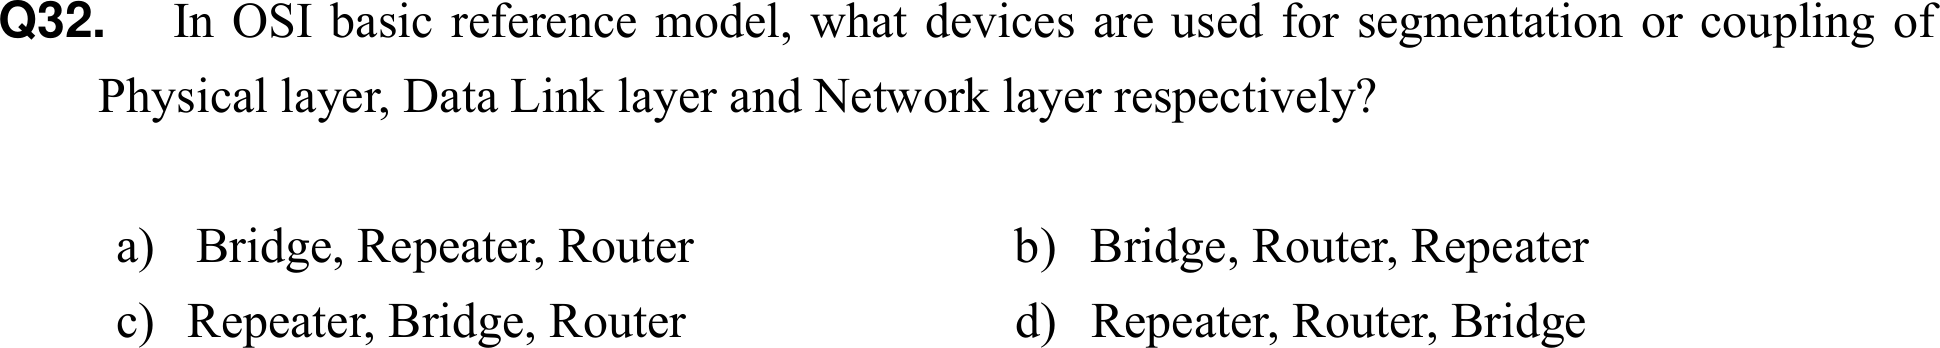 Q32. In OSI basic reference model, what devices are used for segmentation or coupling of
Physical layer, Data Link layer and Network layer respectively?
a) Bridge, Repeater, Router b) Bridge, Router, Repeater
c) Repeater, Bridge, Router d) Repeater, Router, Bridge